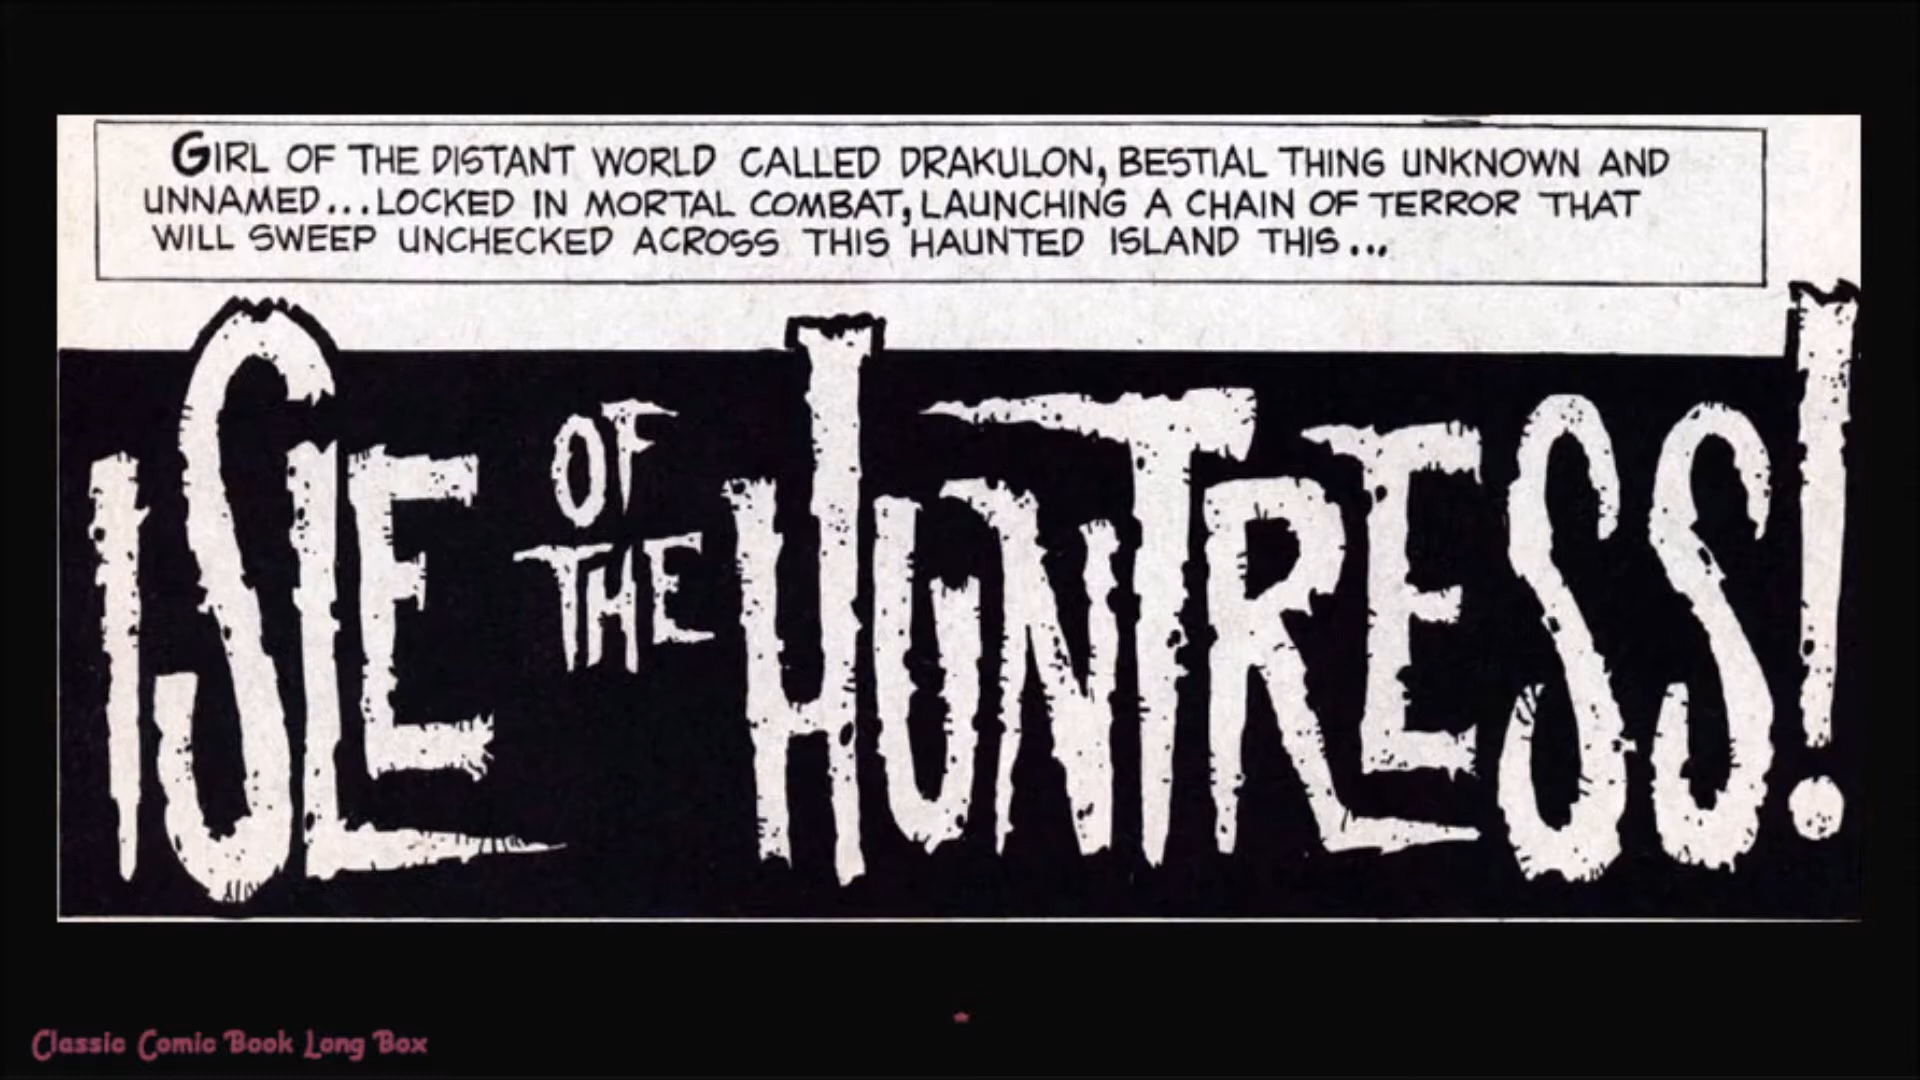 GIRL OF THE DISTANT WORLD CALLED DRAKULON, BESTIAL THING UNKNOWN AND
UNNAMED...LOCKED IN MORTAL COMBAT, LAUNCHING A CHAIN OF TERROR THAT
WILL SWEEP UNCHECKED ACROSS THIS HAUNTED ISLAND THIS...
ISLE OF THE HUNTRESS!
Classic Comic Book Long Box